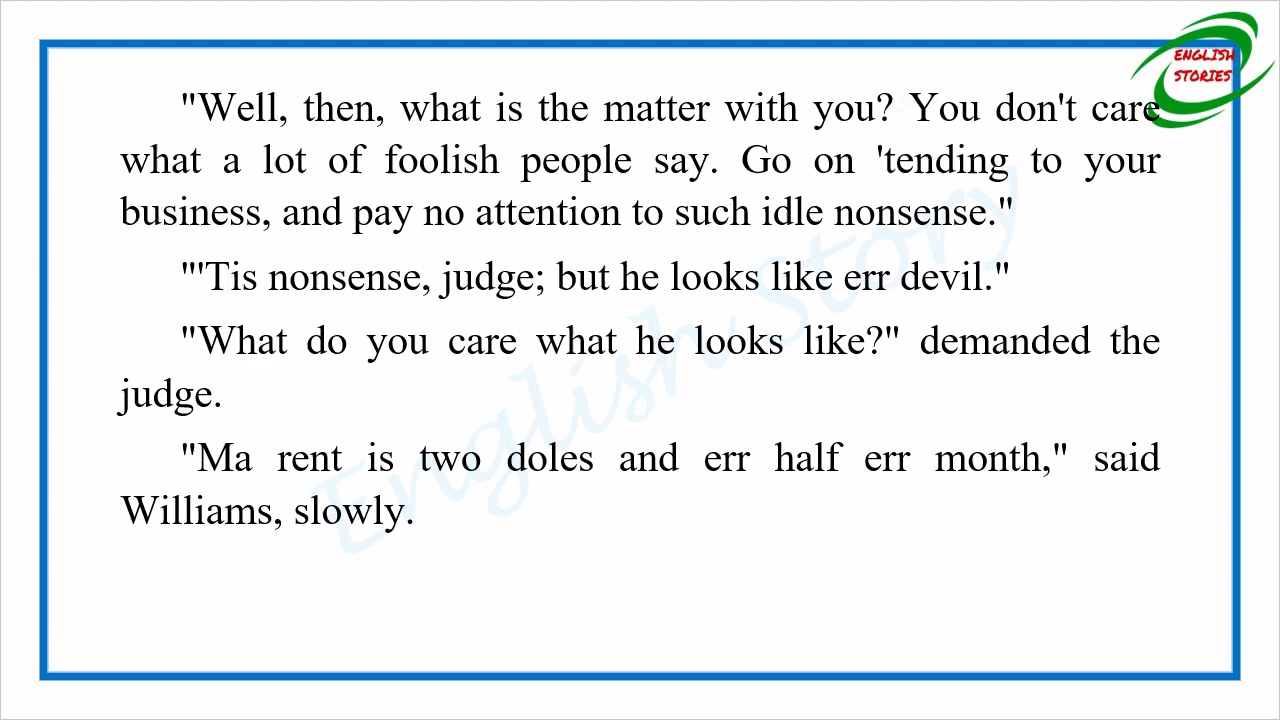 ENGLISH
STORIES
"Well, then, what is the matter with you? You don't care
what a lot of foolish people say. Go on 'tending to your
business, and pay no attention to such idle nonsense."
"'Tis nonsense, judge; but he looks like err devil."
"What do you care what he looks like?" demanded the
judge.
"Ma rent is two doles and err half err month," said
Williams, slowly.
English Story